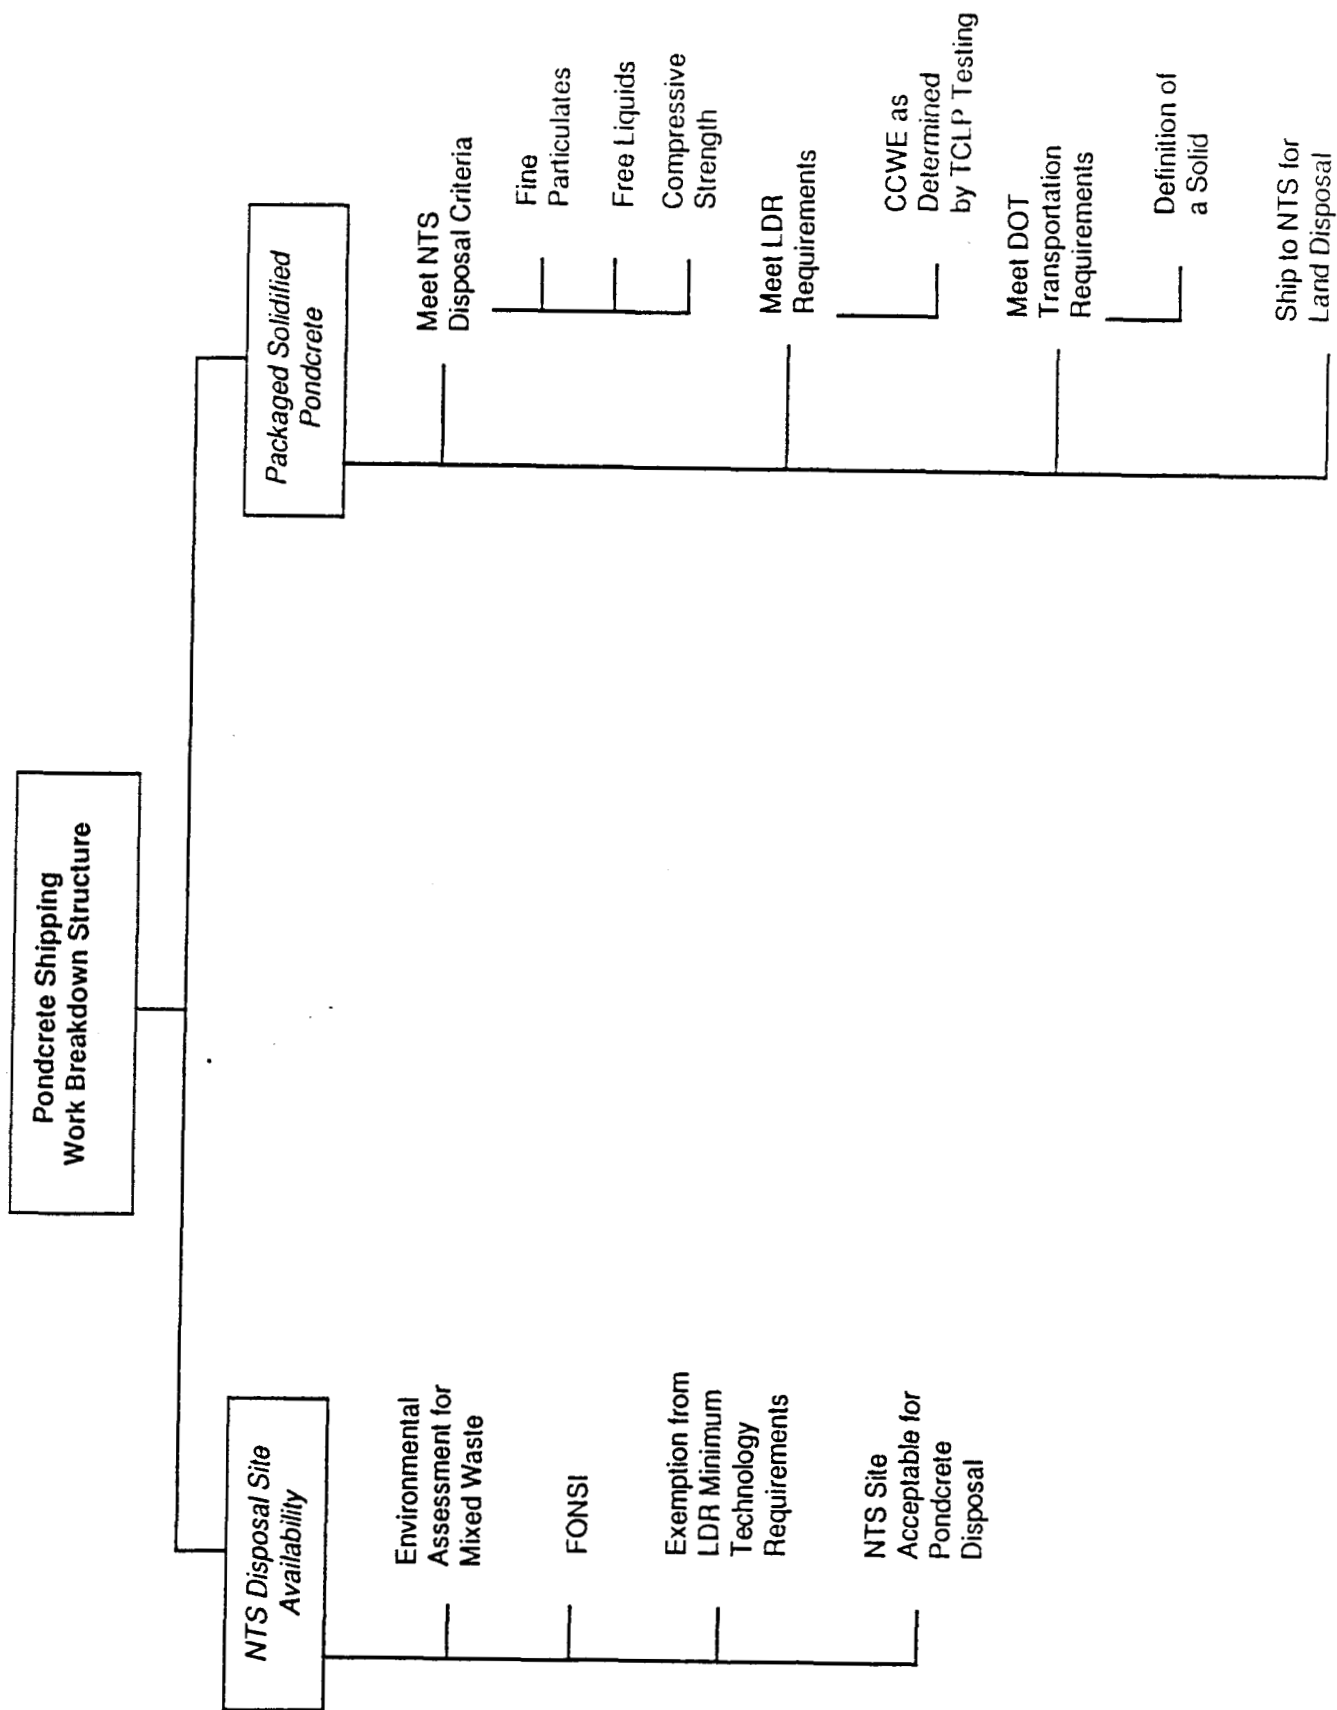 Pondcrete Shipping
Work Breakdown Structure
NTS Disposal Site
Availability
Environmental
Assessment for
Mixed Waste
FONSI
Exemption from
LDR Minimum
Technology
Requirements
NTS Site
Acceptable for
Pondcrete
Disposal
Packaged Solidified
Pondcrete
Meet NTS
Disposal Criteria
Fine
Particulates
Free Liquids
Compressive
Strength
Meet LDR
Requirements
CCWE as
Determined
by TCLP Testing
Meet DOT
Transportation
Requirements
Definition of
a Solid
Ship to NTS for
Land Disposal